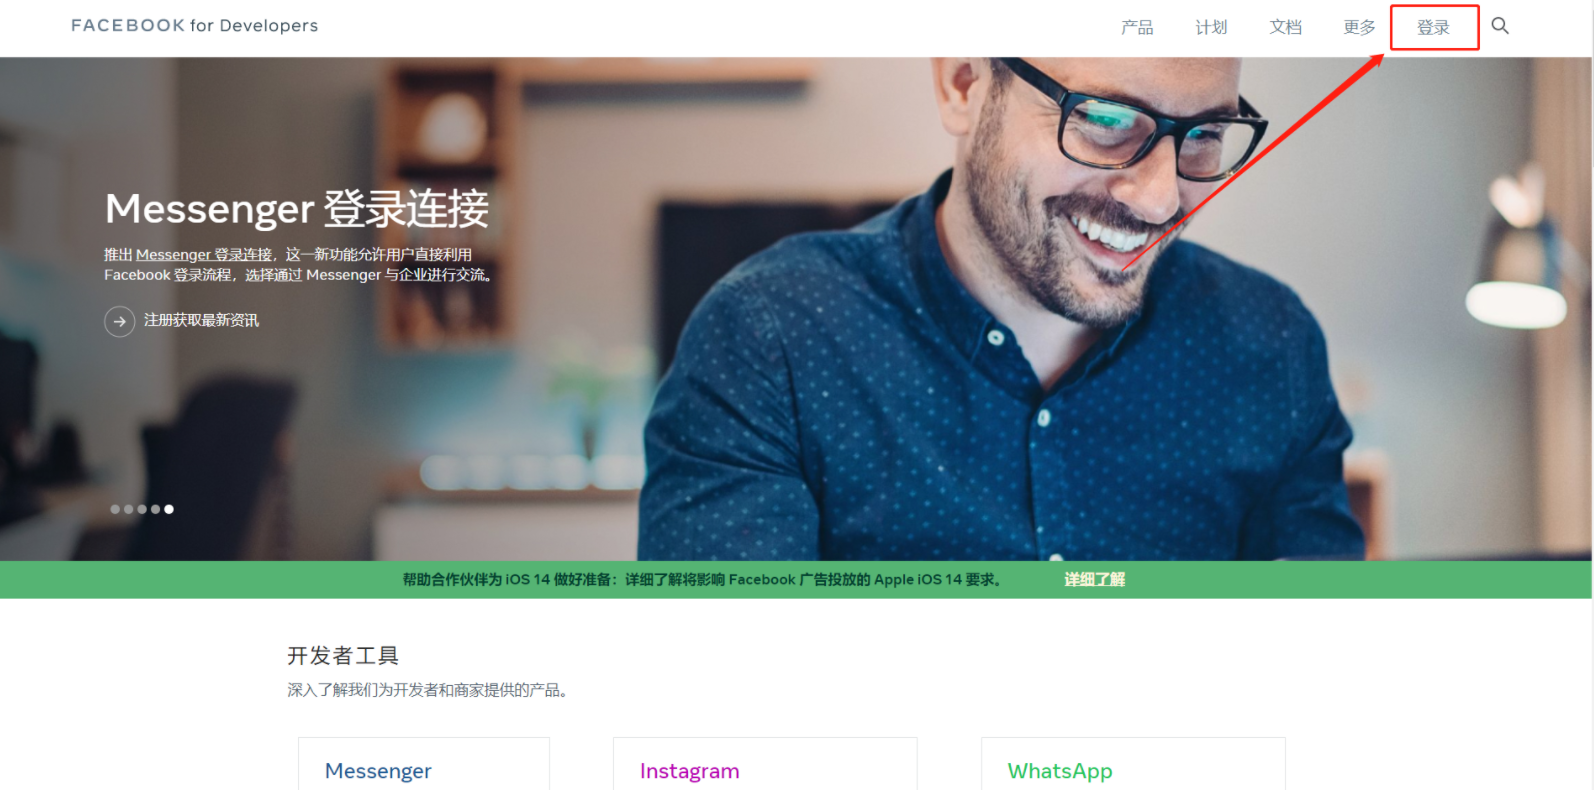 FACEBOOK for Developers
产品
计划
文档
更多
登录
Messenger 登录连接
推出 Messenger 登录连接，这一新功能允许用户直接利用
Facebook 登录流程，选择通过 Messenger 与企业进行交流。
注册获取最新资讯
帮助合作伙伴为 iOS 14 做好准备：详细了解将影响 Facebook 广告投放的 Apple iOS 14 要求。
详细了解
开发者工具
深入了解我们为开发者和商家提供的产品。
Messenger
Instagram
WhatsApp